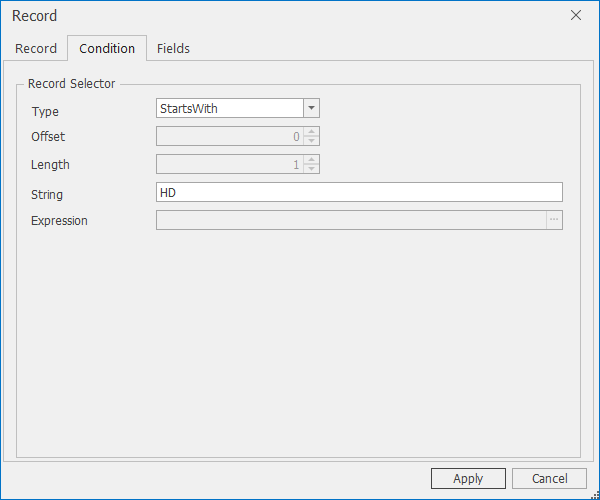 Record
Record Condition Fields
Record Selector
Type StartsWith
Offset 0
Length 1
String HD
Expression ...
Apply Cancel